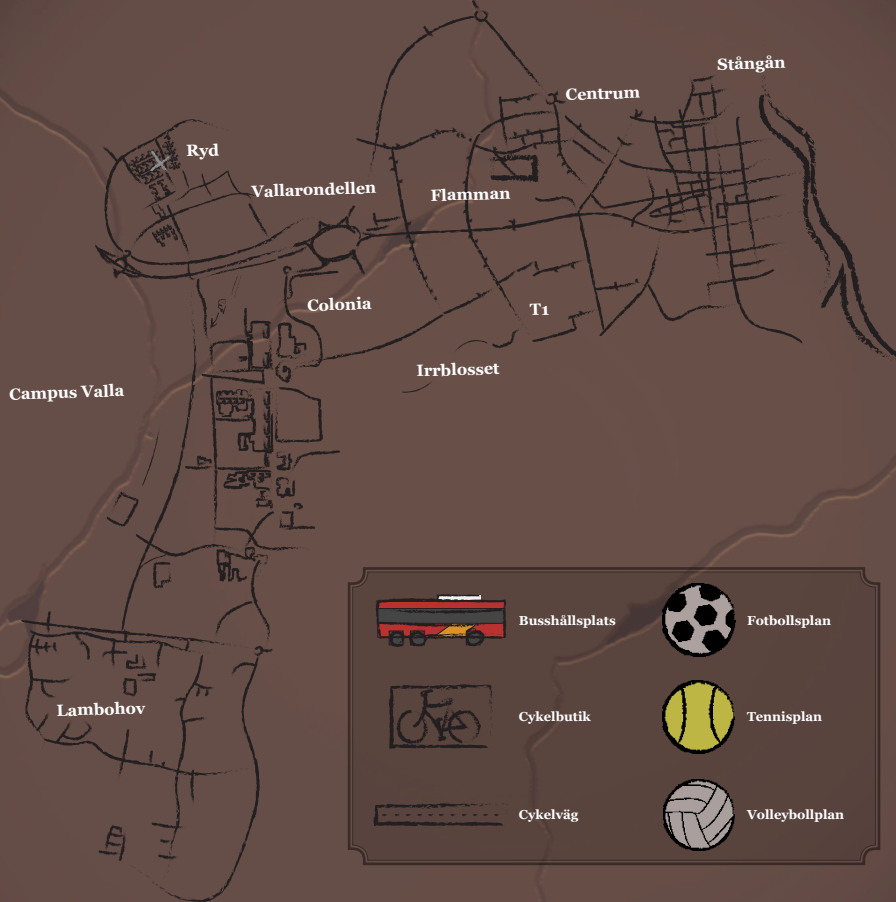 Stångån
Centrum
Ryd
Vallarondellen
Flamman
Colonia
T1
Irrblosset
Campus Valla
Lambohov
Busshållsplats
Fotbollsplan
Cykelbutik
Tennisplan
Cykelväg
Volleybollplan